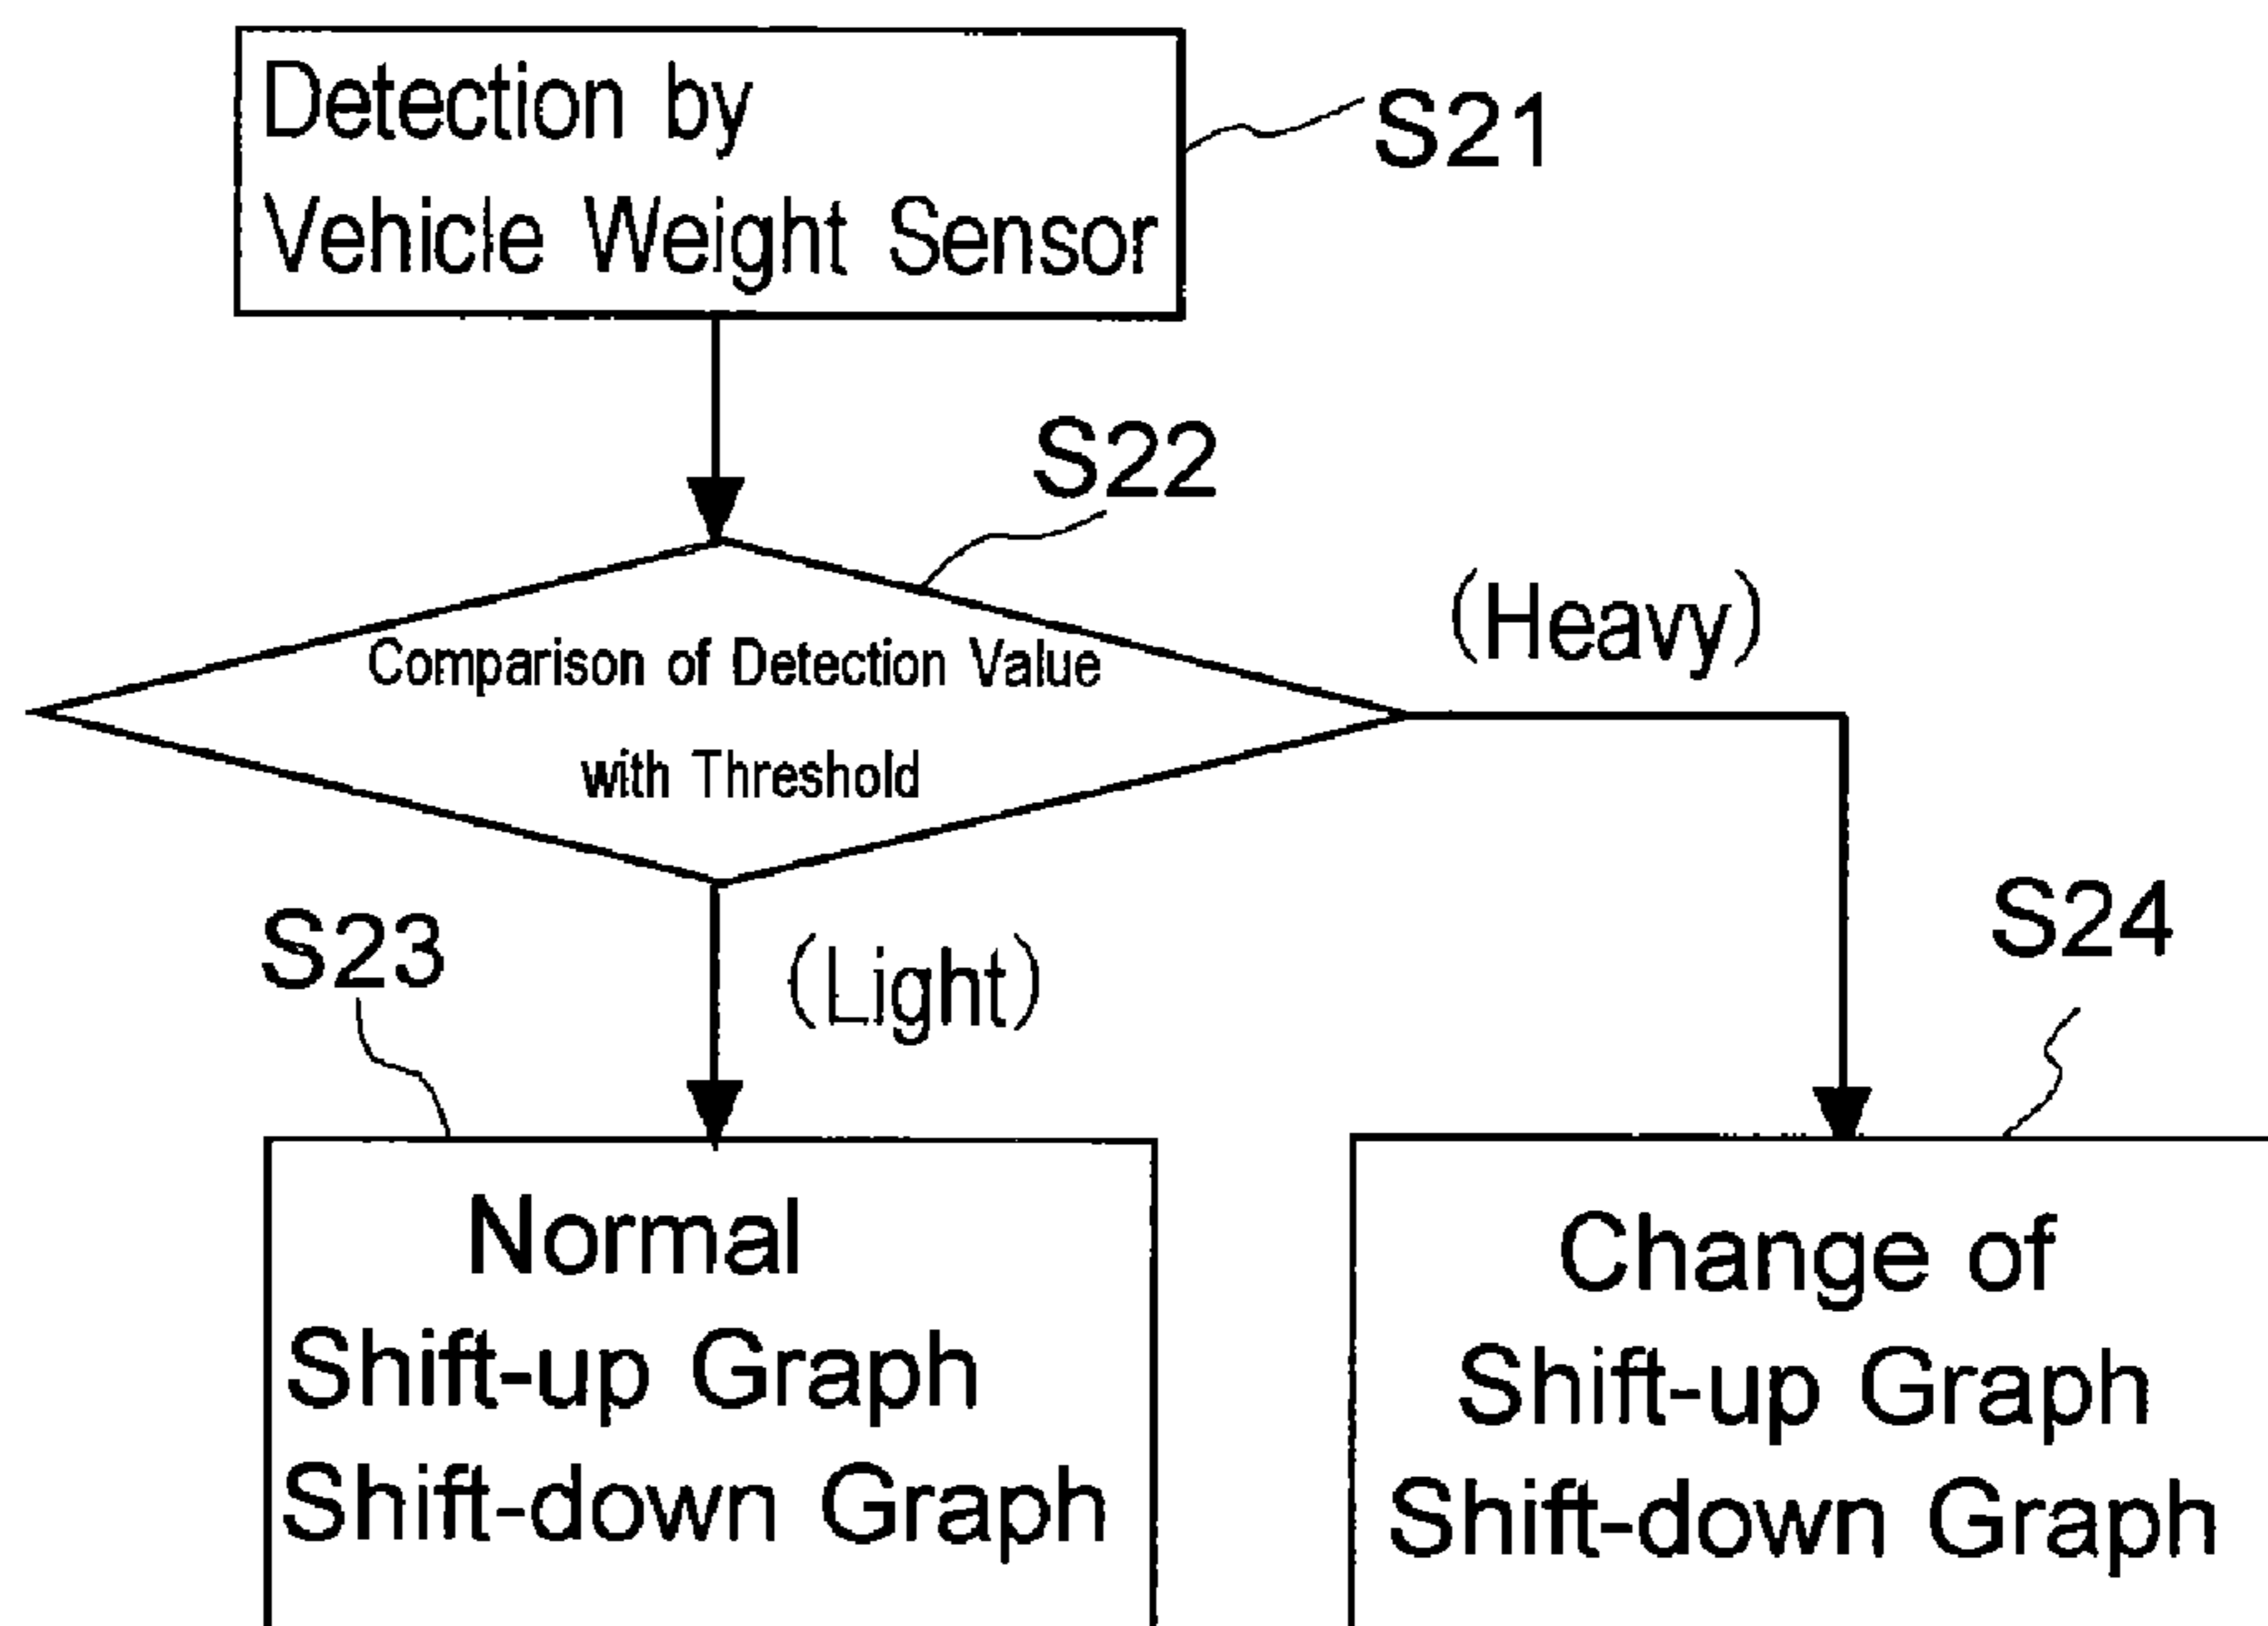 Detection by
Vehicle Weight Sensor
S21
S22
Comparison of Detection Value
with Threshold
(Heavy)
(Light)
S23
S24
Normal
Shift-up Graph
Shift-down Graph
Change of
Shift-up Graph
Shift-down Graph